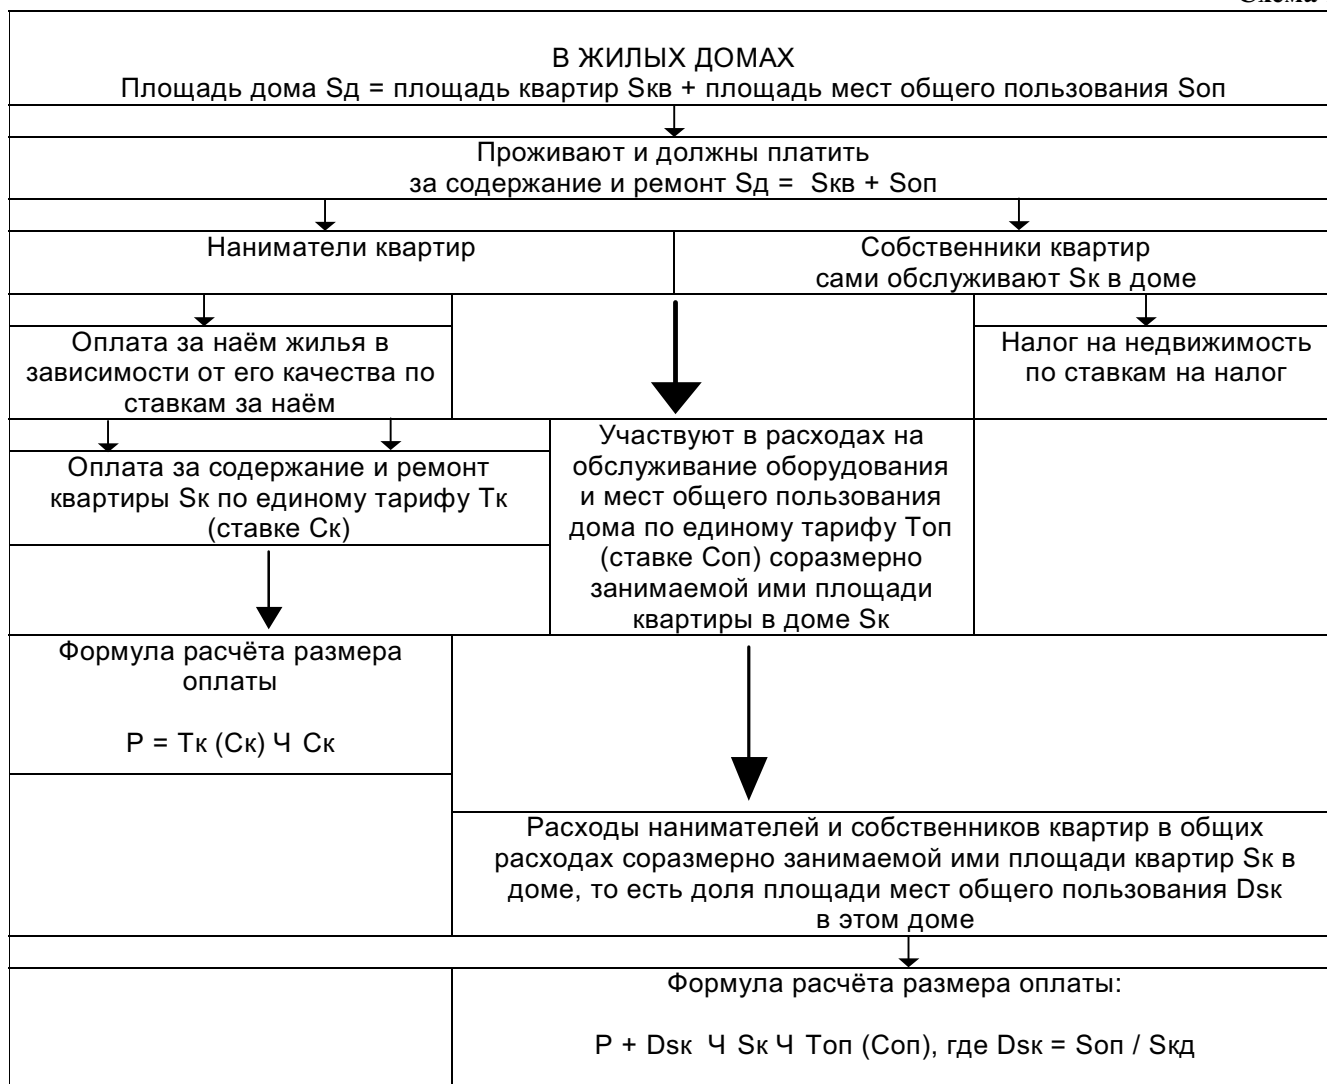 Схема
В ЖИЛЫХ ДОМАХ
Площадь дома Sд = площадь квартир Sкв + площадь мест общего пользования Sоп
Проживают и должны платить
за содержание и ремонт Sд = Sкв + Sоп
Наниматели квартир
Собственники квартир
сами обслуживают Sк в доме
Оплата за наём жилья в
зависимости от его качества по
ставкам за наём
Налог на недвижимость
по ставкам на налог
Оплата за содержание и ремонт
квартиры Sк по единому тарифу Тк
(ставке Ск)
Участвуют в расходах на
обслуживание оборудования
и мест общего пользования
дома по единому тарифу Топ
(ставке Соп) соразмерно
занимаемой ими площади
квартиры в доме Sк
Формула расчёта размера
оплаты
Р = Тк (Ск) Ч Ск
Расходы нанимателей и собственников квартир в общих
расходах соразмерно занимаемой ими площади квартир Sк в
доме, то есть доля площади мест общего пользования Dsк
в этом доме
Формула расчёта размера оплаты:
Р + Dsк Ч Sк Ч Топ (Соп), где Dsк = Sоп / Sкд